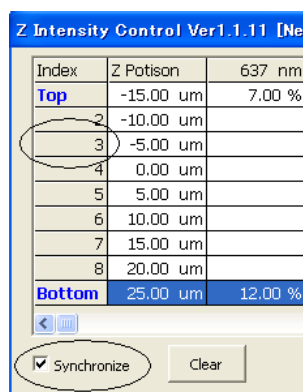 Z Intensity Control Ver1.1.11 [Ne
Index Z Potison 637 nm
Top -15.00 um 7.00 %
2 -10.00 um
3 -5.00 um
4 0.00 um
5 5.00 um
6 10.00 um
7 15.00 um
8 20.00 um
Bottom 25.00 um 12.00 %
Synchronize Clear